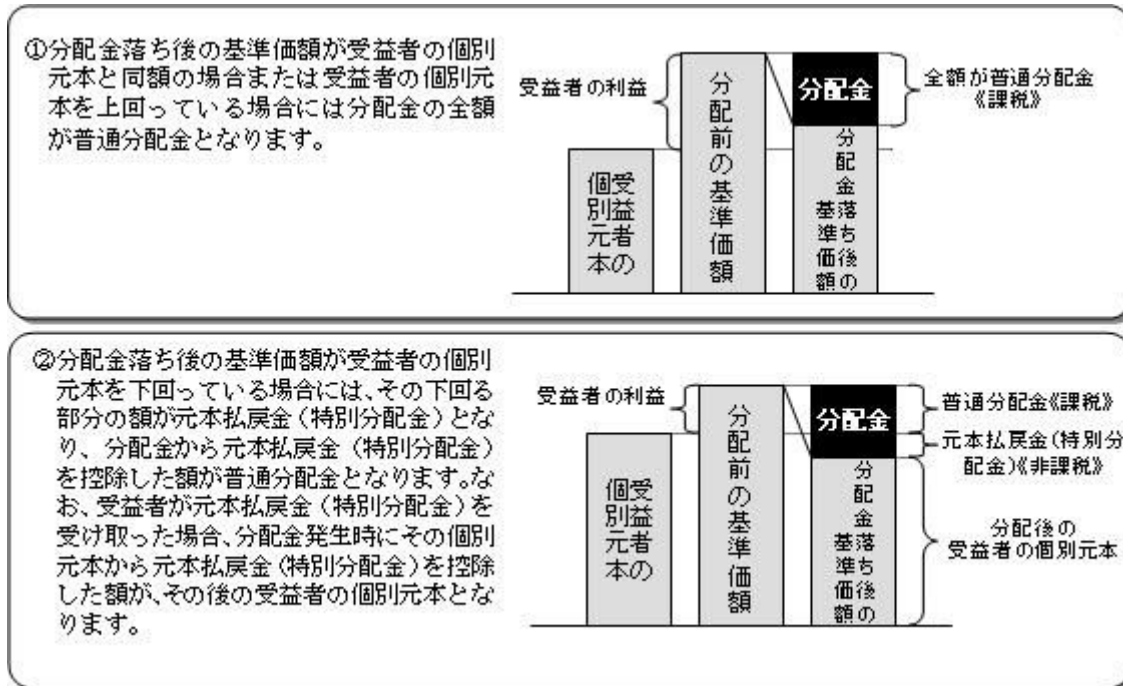 ①分配金落ち後の基準価額が受益者の個別
元本と同額の場合または受益者の個別元
本を上回っている場合には分配金の全額
が普通分配金となります。
受益者の利益
受益者の
個別元本
分配前の基準価額
分配金
分配金落ち後の
基準価額
全額が普通分配金
《課税》
②分配金落ち後の基準価額が受益者の個別
元本を下回っている場合には、その下回る
部分の額が元本払戻金(特別分配金)とな
り、分配金から元本払戻金(特別分配金)
を控除した額が普通分配金となります。な
お、受益者が元本払戻金(特別分配金)を
受け取った場合、分配金発生時にその個別
元本から元本払戻金(特別分配金)を控除
した額が、その後の受益者の個別元本とな
ります。
受益者の利益
受益者の
個別元本
分配前の基準価額
分配金
分配金落ち後の
基準価額
普通分配金《課税》
元本払戻金(特別分
配金)《非課税》
分配後の
受益者の個別元本